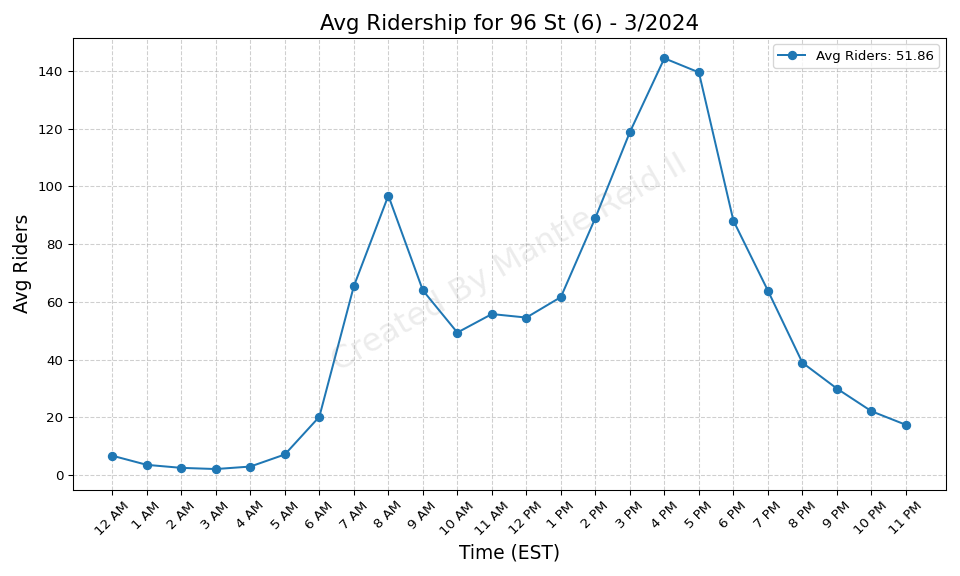 Avg Ridership for 96 St (6) - 3/2024
Avg Riders: 51.86
Avg Riders
140
120
100
80
60
40
20
0
Created By Mantie Reid II
12 AM
1 AM
2 AM
3 AM
4 AM
5 AM
6 AM
7 AM
8 AM
9 AM
10 AM
11 AM
12 PM
1 PM
2 PM
3 PM
4 PM
5 PM
6 PM
7 PM
8 PM
9 PM
10 PM
11 PM
Time (EST)